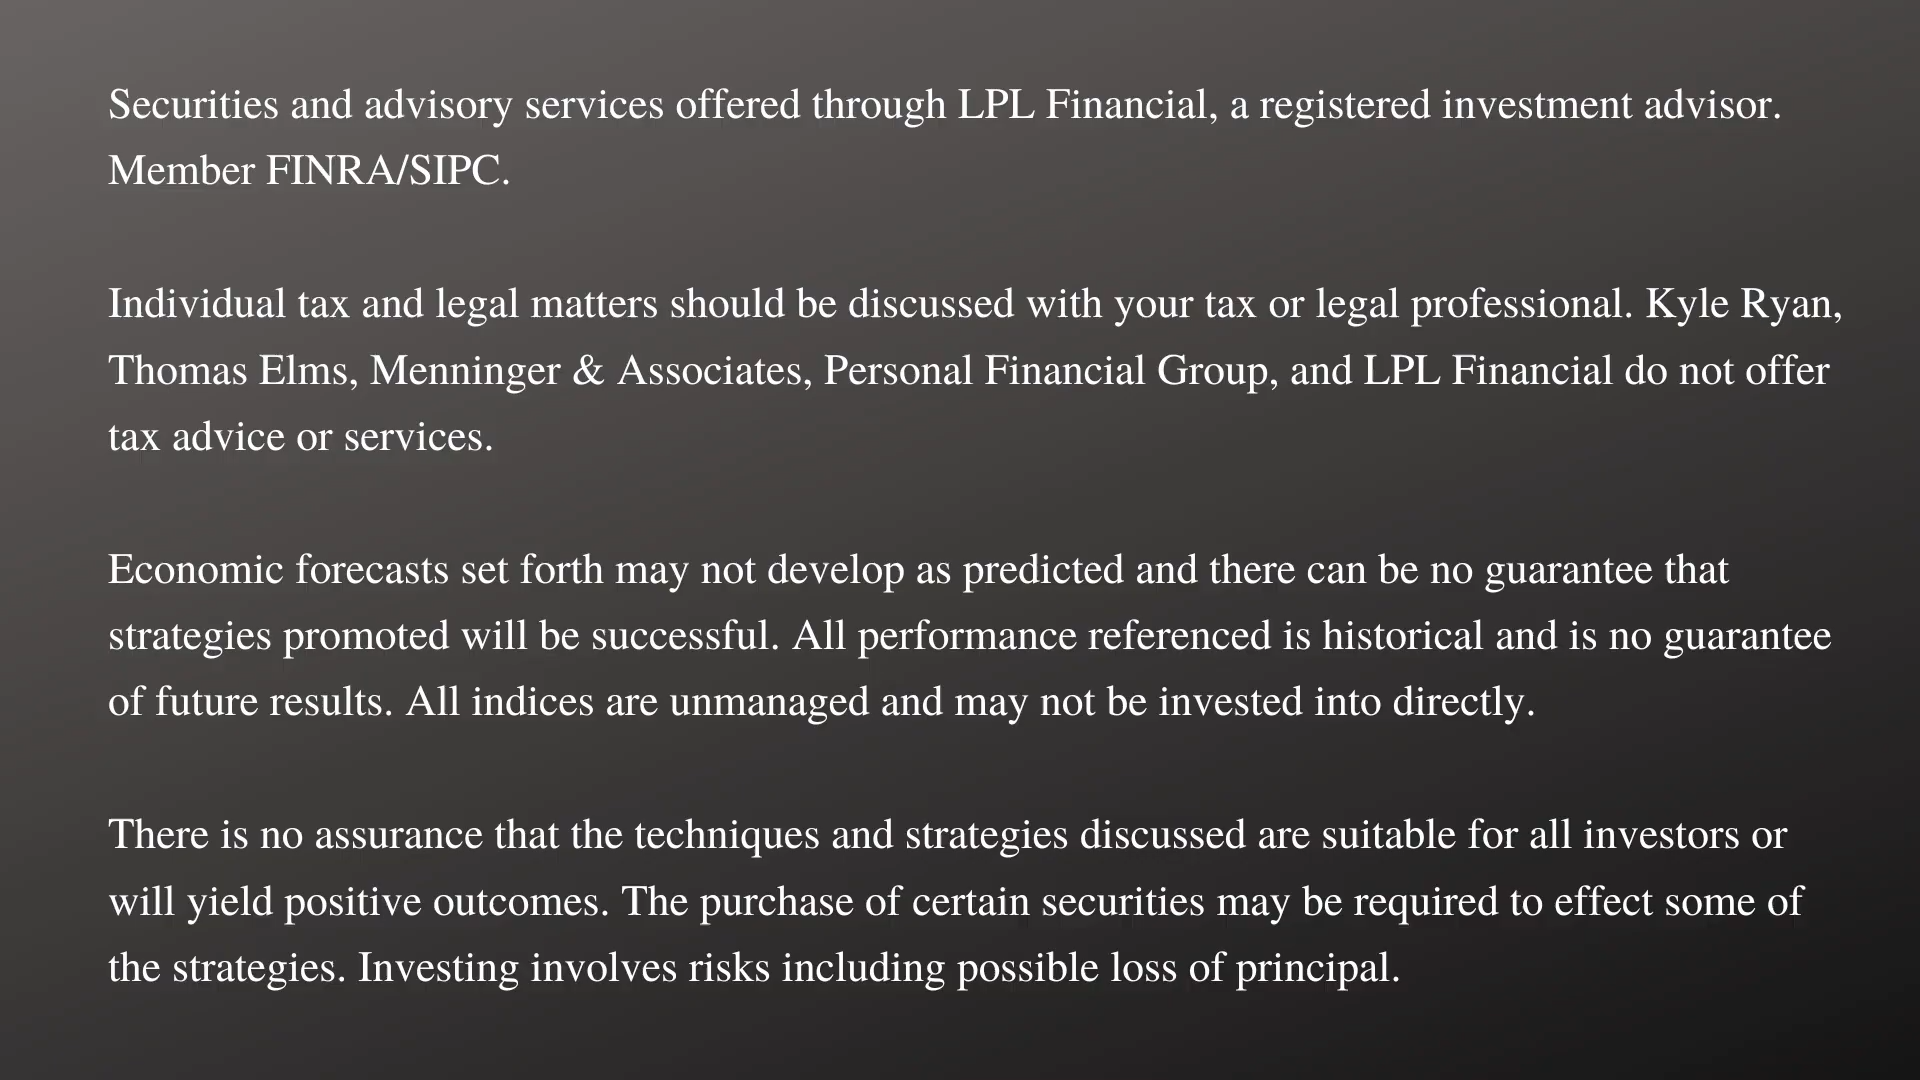 Securities and advisory services offered through LPL Financial, a registered investment advisor.
Member FINRA/SIPC.
Individual tax and legal matters should be discussed with your tax or legal professional. Kyle Ryan,
Thomas Elms, Menninger & Associates, Personal Financial Group, and LPL Financial do not offer
tax advice or services.
Economic forecasts set forth may not develop as predicted and there can be no guarantee that
strategies promoted will be successful. All performance referenced is historical and is no guarantee
of future results. All indices are unmanaged and may not be invested into directly.
There is no assurance that the techniques and strategies discussed are suitable for all investors or
will yield positive outcomes. The purchase of certain securities may be required to effect some of
the strategies. Investing involves risks including possible loss of principal.